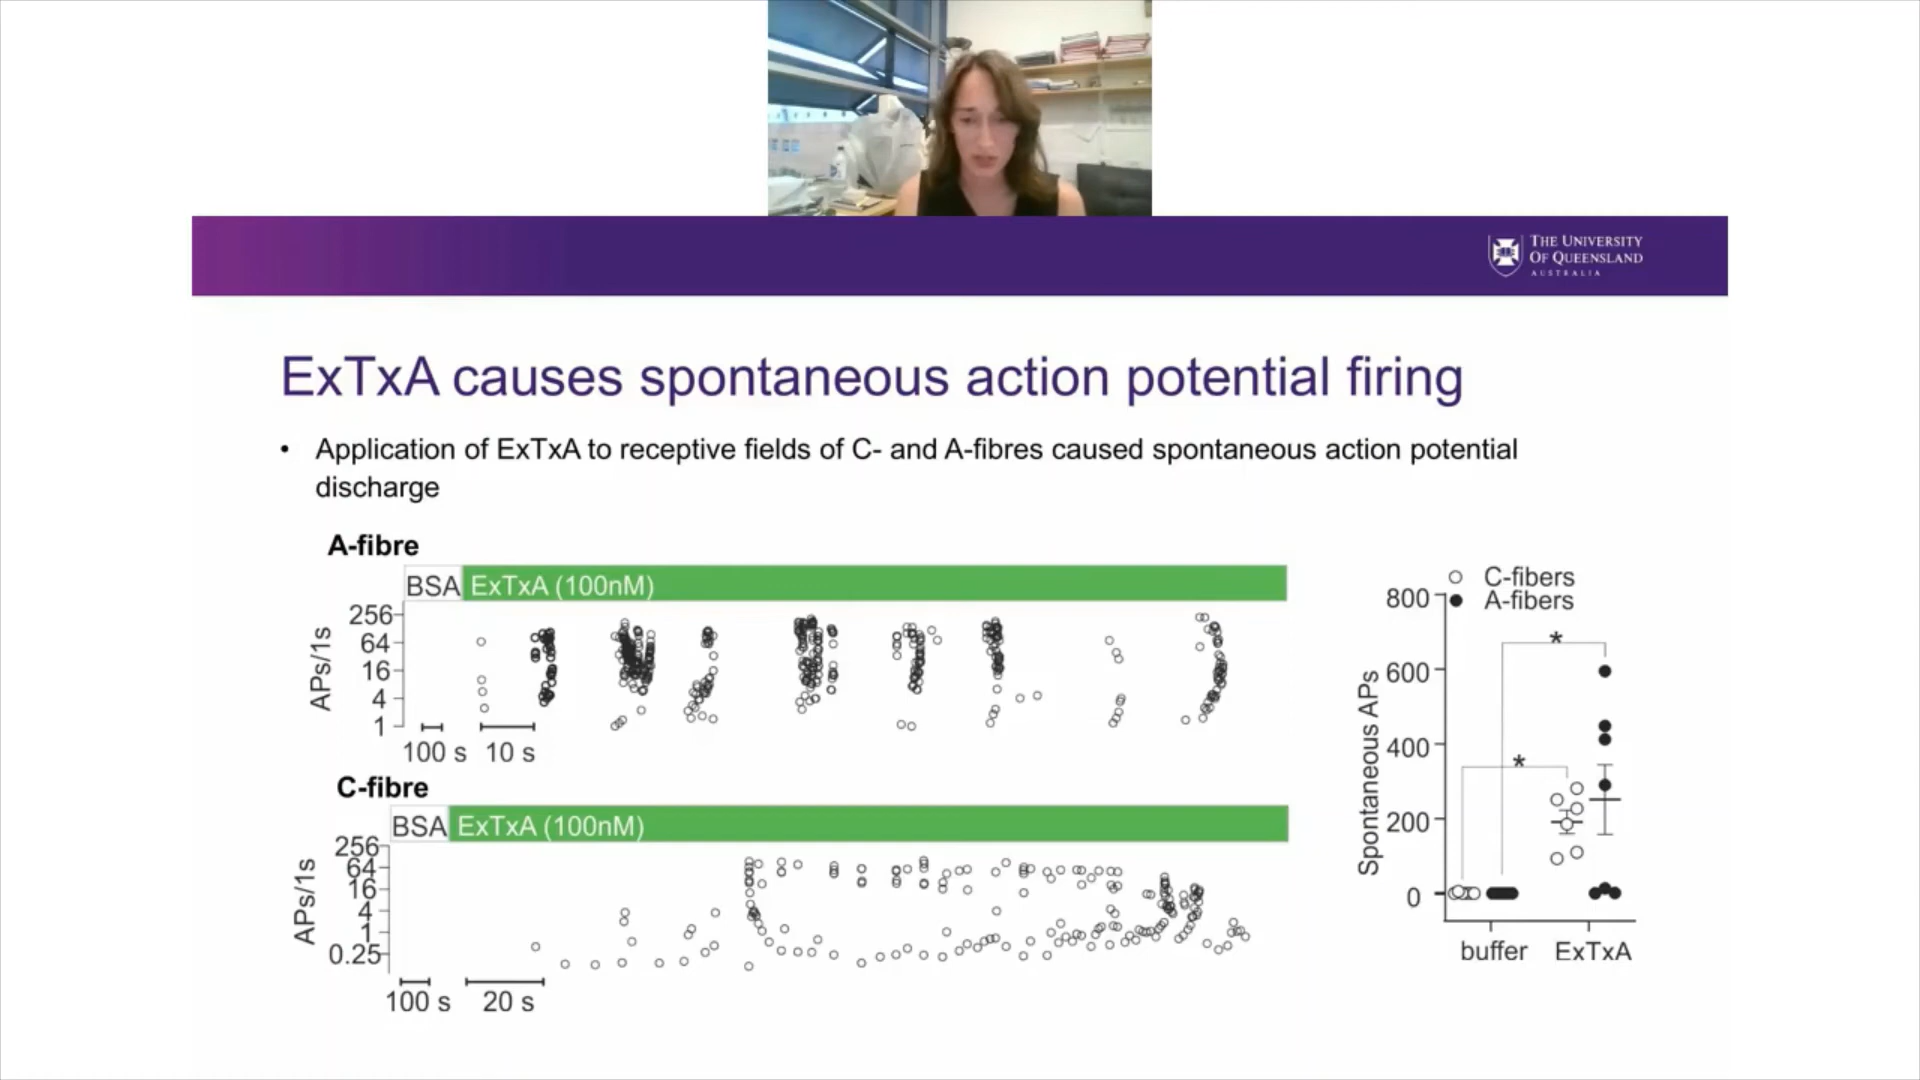 THE UNIVERSITY
OF QUEENSLAND
AUSTRALIA
ExTxA causes spontaneous action potential firing
• Application of ExTxA to receptive fields of C- and A-fibres caused spontaneous action potential
discharge
A-fibre
BSA ExTxA (100nM)
256
64
16
4
1
APs/1s
100 s 10 s
C-fibre
BSA ExTxA (100nM)
256
64
16
4
1
0.25
APs/1s
100 s 20 s
C-fibers
A-fibers
800
600
400
200
0
Spontaneous APs
*
*
buffer ExTxA